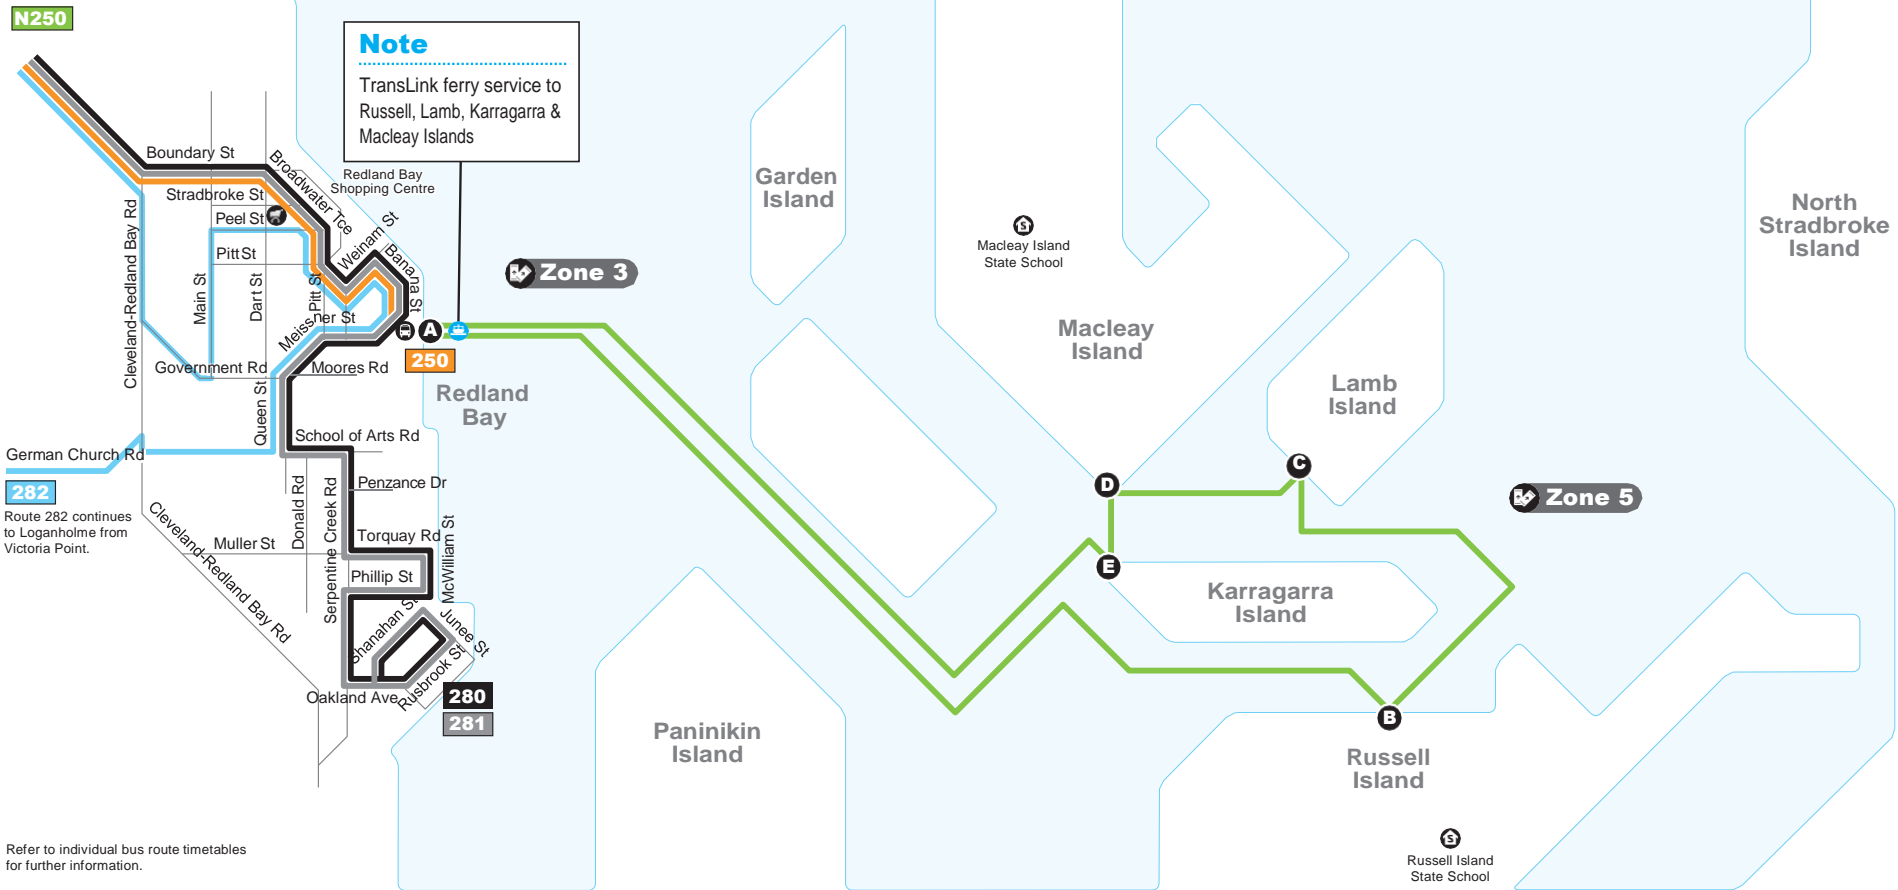 N250
Note
TransLink ferry service to
Russell, Lamb, Karragarra &
Macleay Islands
Boundary St
Broadwater Tce
Redland Bay
Shopping Centre
Stradbroke St
Peel St
Weinam St
Pitt St
Banana St
Cleveland-Redland Bay Rd
Main St
Dart St
Pitt St
Meissner St
A
250
Government Rd
Moores Rd
Redland
Bay
Queen St
School of Arts Rd
German Church Rd
282
Route 282 continues
to Loganholme from
Victoria Point.
Penzance Dr
Donald Rd
Serpentine Creek Rd
McWilliam St
Cleveland-Redland Bay Rd
Muller St
Torquay Rd
Phillip St
Shanahan St
Junee St
Rusbrook St
Oakland Ave
280
281
Refer to individual bus route timetables
for further information.
Zone 3
Garden
Island
S
Macleay Island
State School
Macleay
Island
Lamb
Island
North
Stradbroke
Island
C
D
E
Zone 5
Karragarra
Island
B
Paninikin
Island
Russell
Island
S
Russell Island
State School